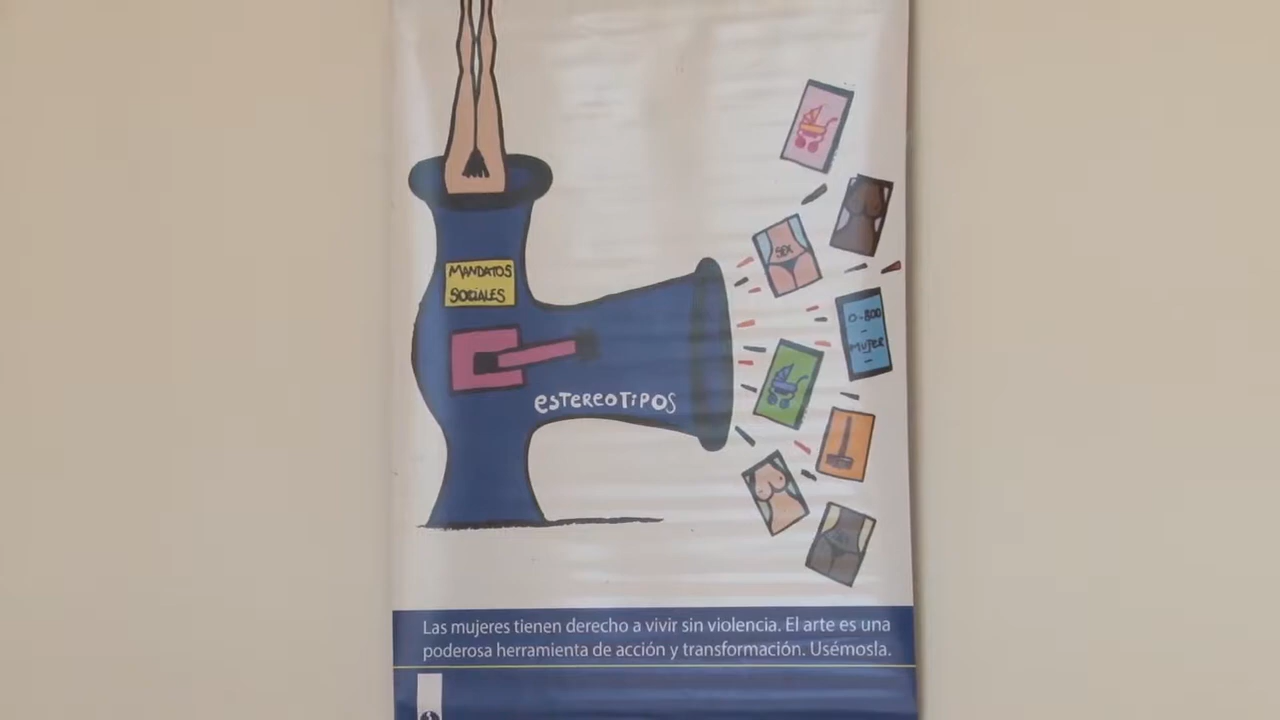 MANDATOS
SOCIALES
SEX
0-800
-
MUJER
-
ESTEREOTIPOS
Las mujeres tienen derecho a vivir sin violencia. El arte es una
poderosa herramienta de acción y transformación. Usémosla.